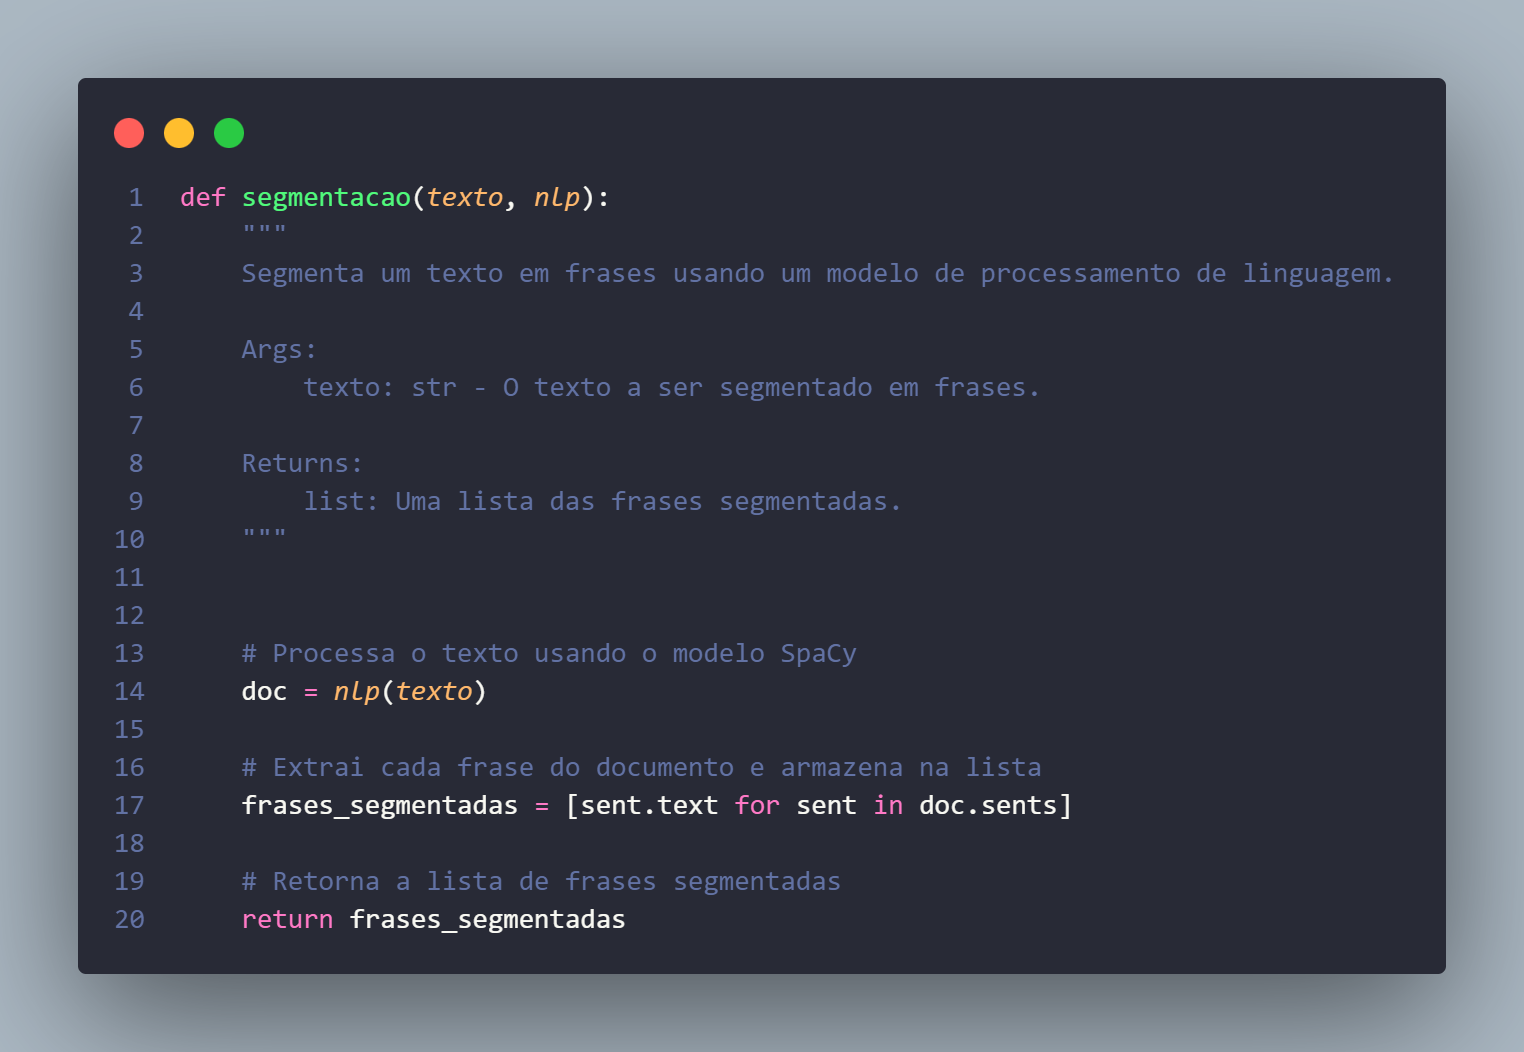 1 def segmentacao(texto, nlp):
2     """
3     Segmenta um texto em frases usando um modelo de processamento de linguagem.
4
5     Args:
6         texto: str - O texto a ser segmentado em frases.
7
8     Returns:
9         list: Uma lista das frases segmentadas.
10     """
11
12
13     # Processa o texto usando o modelo SpaCy
14     doc = nlp(texto)
15
16     # Extrai cada frase do documento e armazena na lista
17     frases_segmentadas = [sent.text for sent in doc.sents]
18
19     # Retorna a lista de frases segmentadas
20     return frases_segmentadas